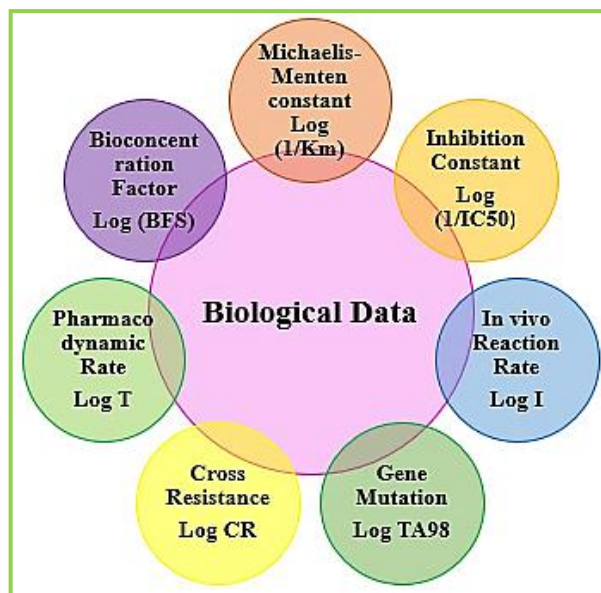 Michaelis-
Menten
constant
Log
(1/Km)
Inhibition
Constant
Log
(1/IC50)
In vivo
Reaction
Rate
Log I
Gene
Mutation
Log TA98
Cross
Resistance
Log CR
Pharmaco
dynamic
Rate
Log T
Bioconcent
ration
Factor
Log (BFS)
Biological Data